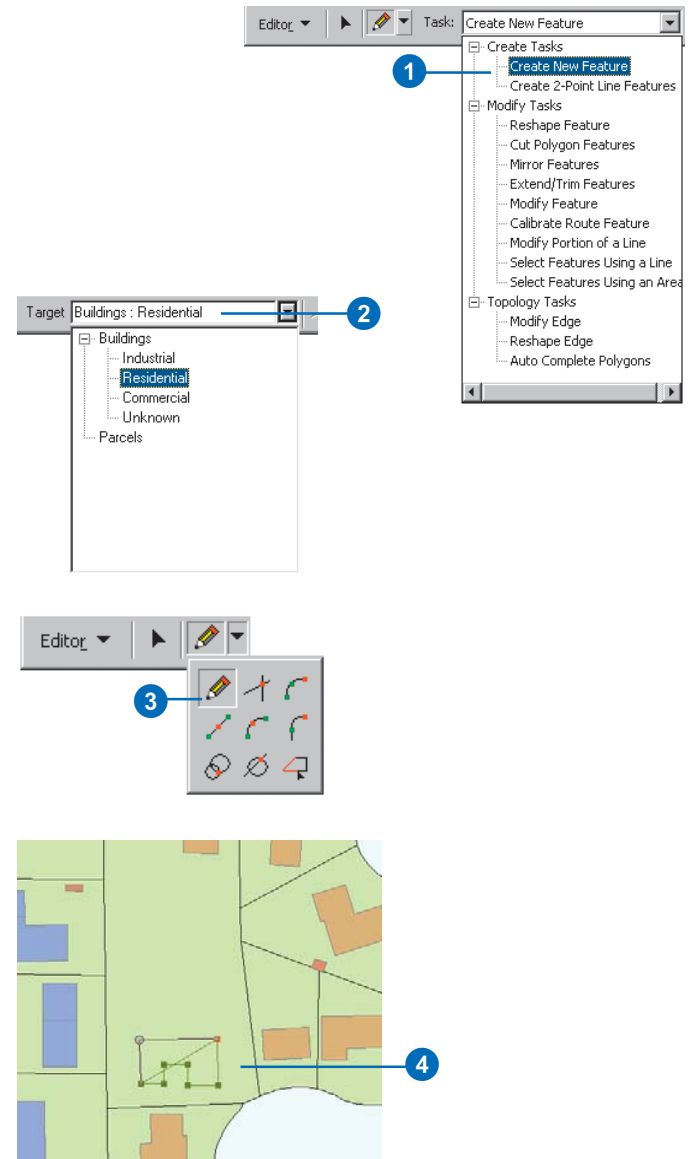 Editor Task: Create New Feature
Create Tasks
1
Create New Feature
Create 2-Point Line Features
Modify Tasks
Reshape Feature
Cut Polygon Features
Mirror Features
Extend/Trim Features
Modify Feature
Calibrate Route Feature
Modify Portion of a Line
Select Features Using a Line
Select Features Using an Area
Topology Tasks
Modify Edge
Reshape Edge
Auto Complete Polygons
Target Buildings : Residential
2
Buildings
Industrial
Residential
Commercial
Unknown
Parcels
Editor
3
4